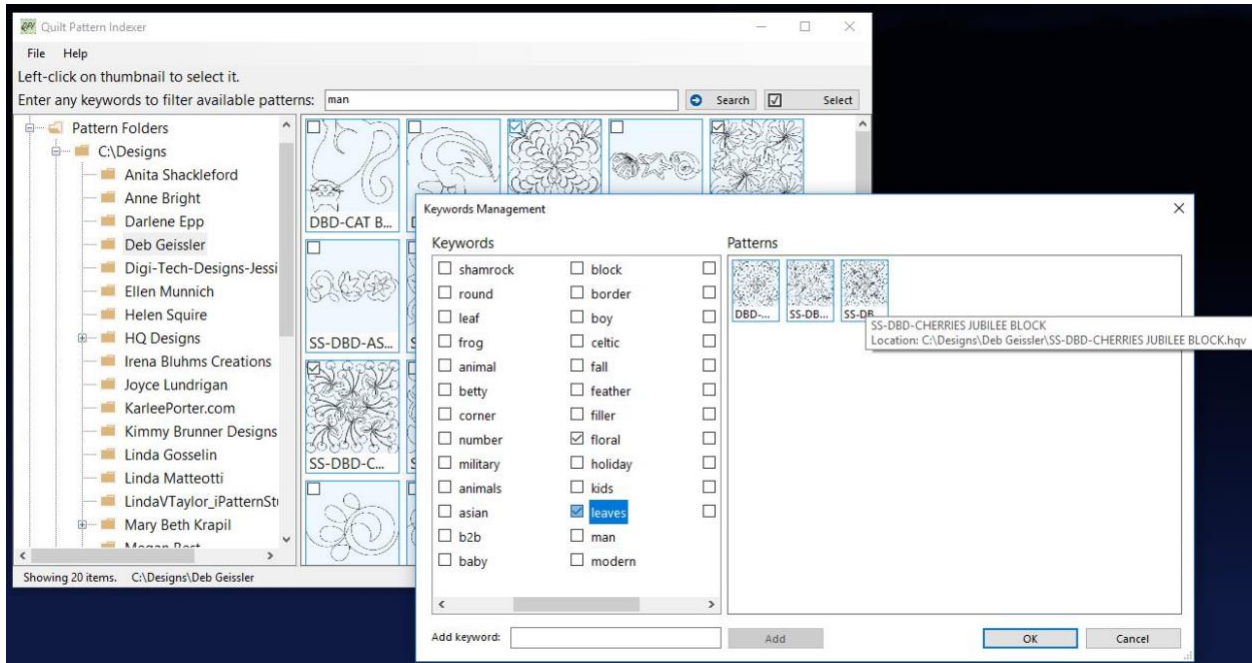 Quilt Pattern Indexer
File Help
Left-click on thumbnail to select it.
Enter any keywords to filter available patterns: man Search Select
Pattern Folders
C:\Designs
Anita Shackleford
Anne Bright
Darlene Epp
Deb Geissler
Digi-Tech-Designs-Jessi
Ellen Munnich
Helen Squire
HQ Designs
Irena Bluhms Creations
Joyce Lundrigan
KarleePorter.com
Kimmy Brunner Designs
Linda Gosselin
Linda Matteotti
LindaVTaylor_iPatternSt
Mary Beth Krapil
Megan Best
DBD-CAT B...
SS-DBD-AS...
SS-DBD-C...
Showing 20 items. C:\Designs\Deb Geissler
Keywords Management
Keywords
shamrock block
round border
leaf boy
frog celtic
animal fall
betty feather
corner filler
number floral
military holiday
animals kids
asian leaves
b2b man
baby modern
Add keyword: Add
Patterns
DBD-... SS-DB... SS-DB
SS-DBD-CHERRIES JUBILEE BLOCK
Location: C:\Designs\Deb Geissler\SS-DBD-CHERRIES JUBILEE BLOCK.hqv
OK Cancel